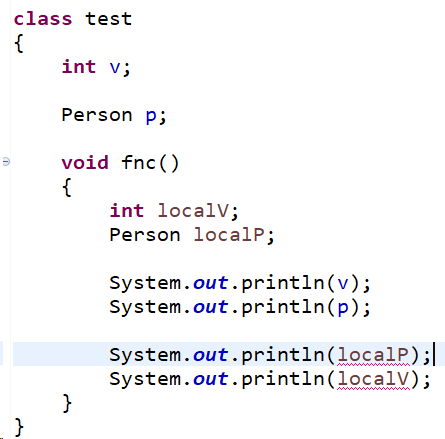 class test
{
    int v;
    Person p;
    void fnc()
    {
        int localV;
        Person localP;
        System.out.println(v);
        System.out.println(p);
        System.out.println(localP);
        System.out.println(localV);
    }
}